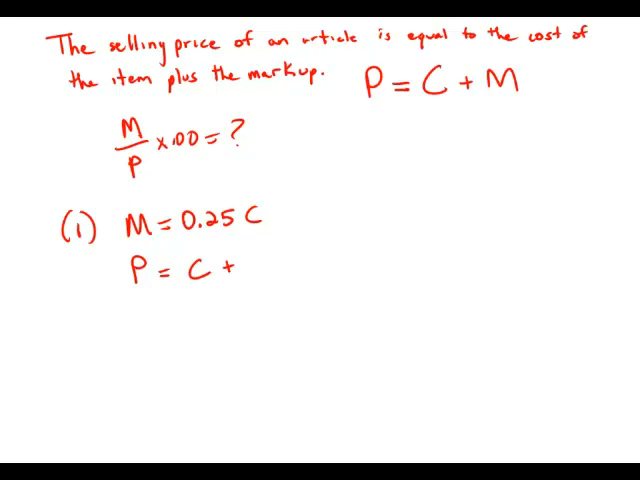 The selling price of an article is equal to the cost of
the item plus the markup. P = C + M
M/P × 100 = ?
(1) M = 0.25 C
P = C +